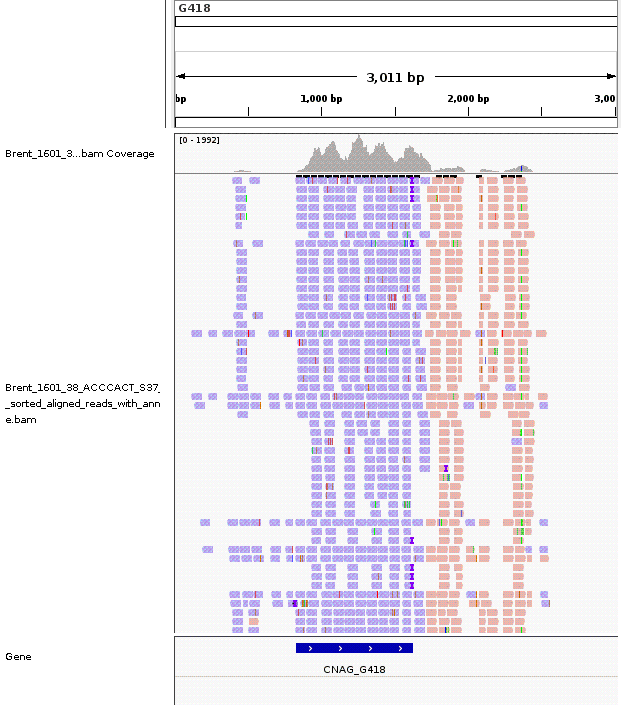 G418
3,011 bp
bp
1,000 bp
2,000 bp
3,00
[0 - 1992]
Brent_1601_3...bam Coverage
Brent_1601_38_ACCCACT_S37_
_sorted_aligned_reads_with_ann
e.bam
Gene
CNAG_G418